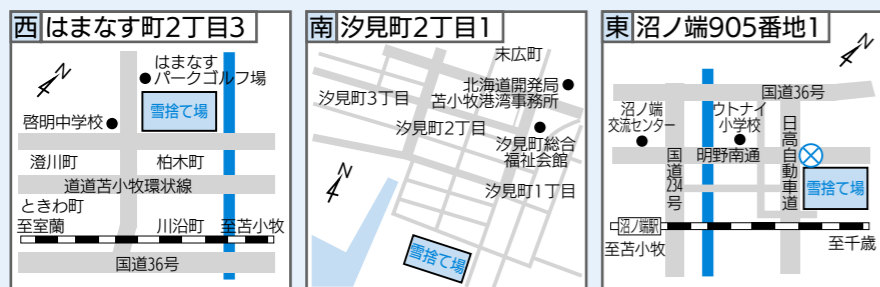 西 はまなす町2丁目3
N
はまなす
パークゴルフ場
雪捨て場
啓明中学校
澄川町
柏木町
道道苫小牧環状線
ときわ町
至室蘭
川沿町
至苫小牧
国道36号
南 汐見町2丁目1
末広町
北海道開発局
苫小牧港湾事務所
汐見町3丁目
汐見町2丁目
汐見町総合
福祉会館
N
汐見町1丁目
雪捨て場
東 沼ノ端905番地1
N
国道36号
沼ノ端
交流センター
ウトナイ
小学校
日高自動車道
国道234号
明野南通
雪捨て場
沼ノ端駅
至苫小牧
至千歳